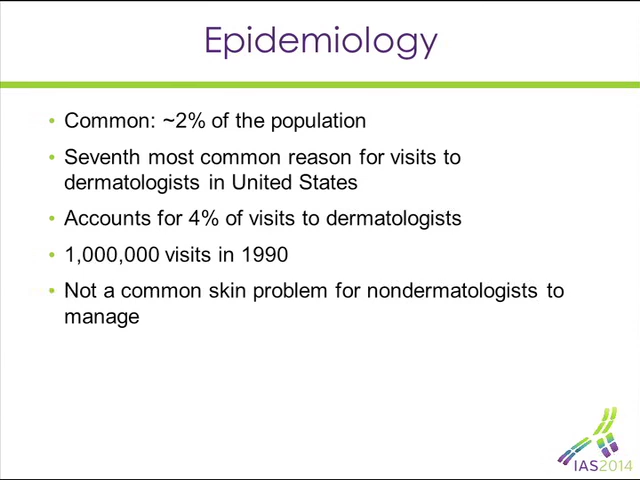 Epidemiology
• Common: ~2% of the population
• Seventh most common reason for visits to
dermatologists in United States
• Accounts for 4% of visits to dermatologists
• 1,000,000 visits in 1990
• Not a common skin problem for nondermatologists to
manage
IAS2014